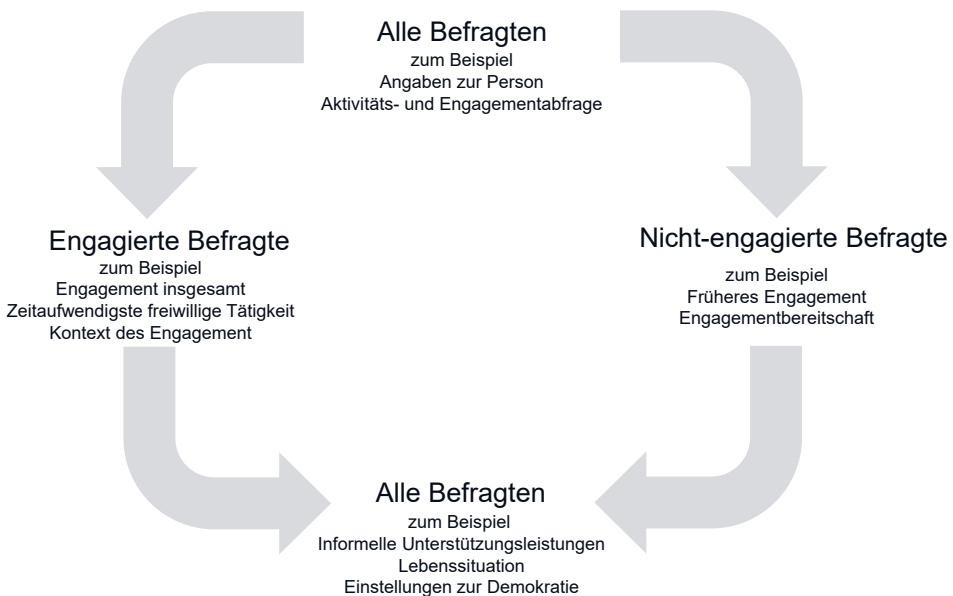 Alle Befragten
zum Beispiel
Angaben zur Person
Aktivitäts- und Engagementabfrage
Engagierte Befragte
zum Beispiel
Engagement insgesamt
Zeitaufwendigste freiwillige Tätigkeit
Kontext des Engagement
Nicht-engagierte Befragte
zum Beispiel
Früheres Engagement
Engagementbereitschaft
Alle Befragten
zum Beispiel
Informelle Unterstützungsleistungen
Lebenssituation
Einstellungen zur Demokratie